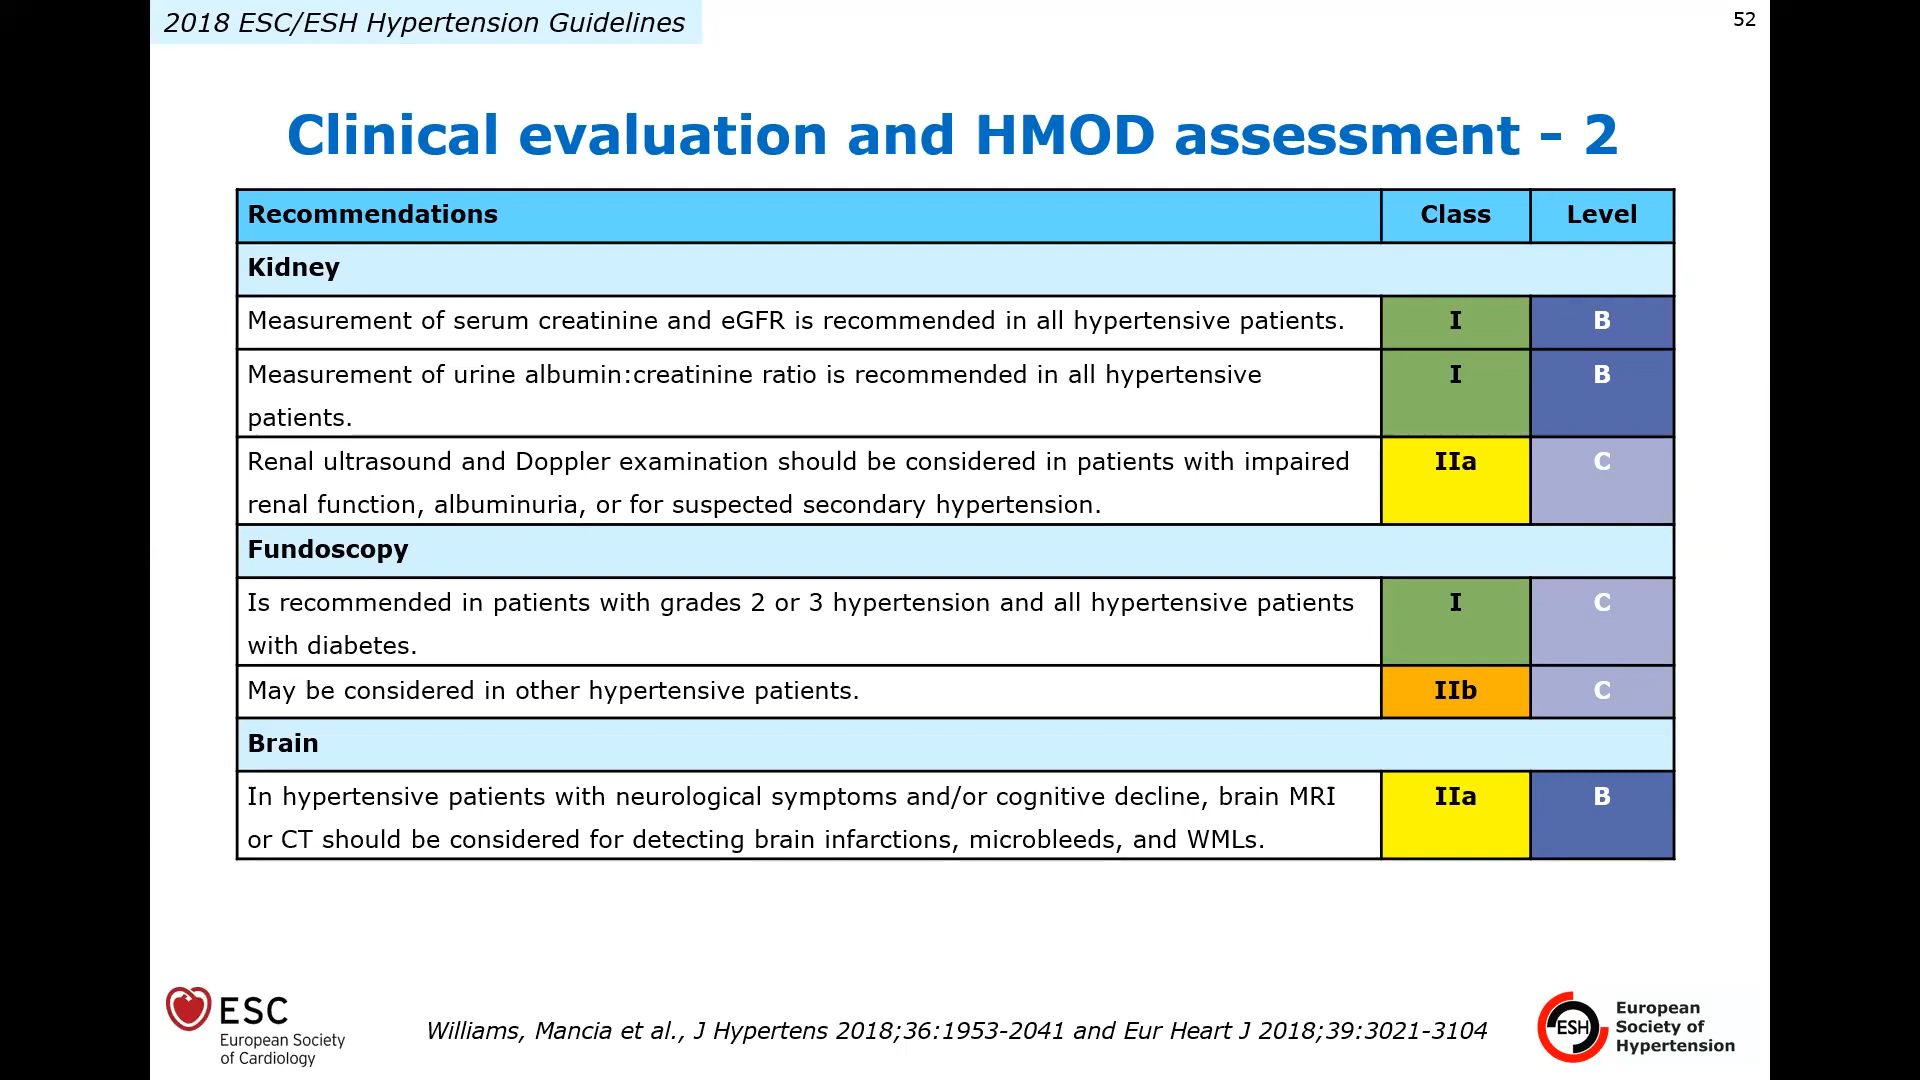 2018 ESC/ESH Hypertension Guidelines
52
Clinical evaluation and HMOD assessment – 2
Recommendations Class Level
Kidney
Measurement of serum creatinine and eGFR is recommended in all hypertensive patients. I B
Measurement of urine albumin:creatinine ratio is recommended in all hypertensive I B
patients.
Renal ultrasound and Doppler examination should be considered in patients with impaired IIa C
renal function, albuminuria, or for suspected secondary hypertension.
Fundoscopy
Is recommended in patients with grades 2 or 3 hypertension and all hypertensive patients I C
with diabetes.
May be considered in other hypertensive patients. IIb C
Brain
In hypertensive patients with neurological symptoms and/or cognitive decline, brain MRI IIa B
or CT should be considered for detecting brain infarctions, microbleeds, and WMLs.
ESC
European Society
of Cardiology
Williams, Mancia et al., J Hypertens 2018;36:1953-2041 and Eur Heart J 2018;39:3021-3104
ESH
European
Society of
Hypertension